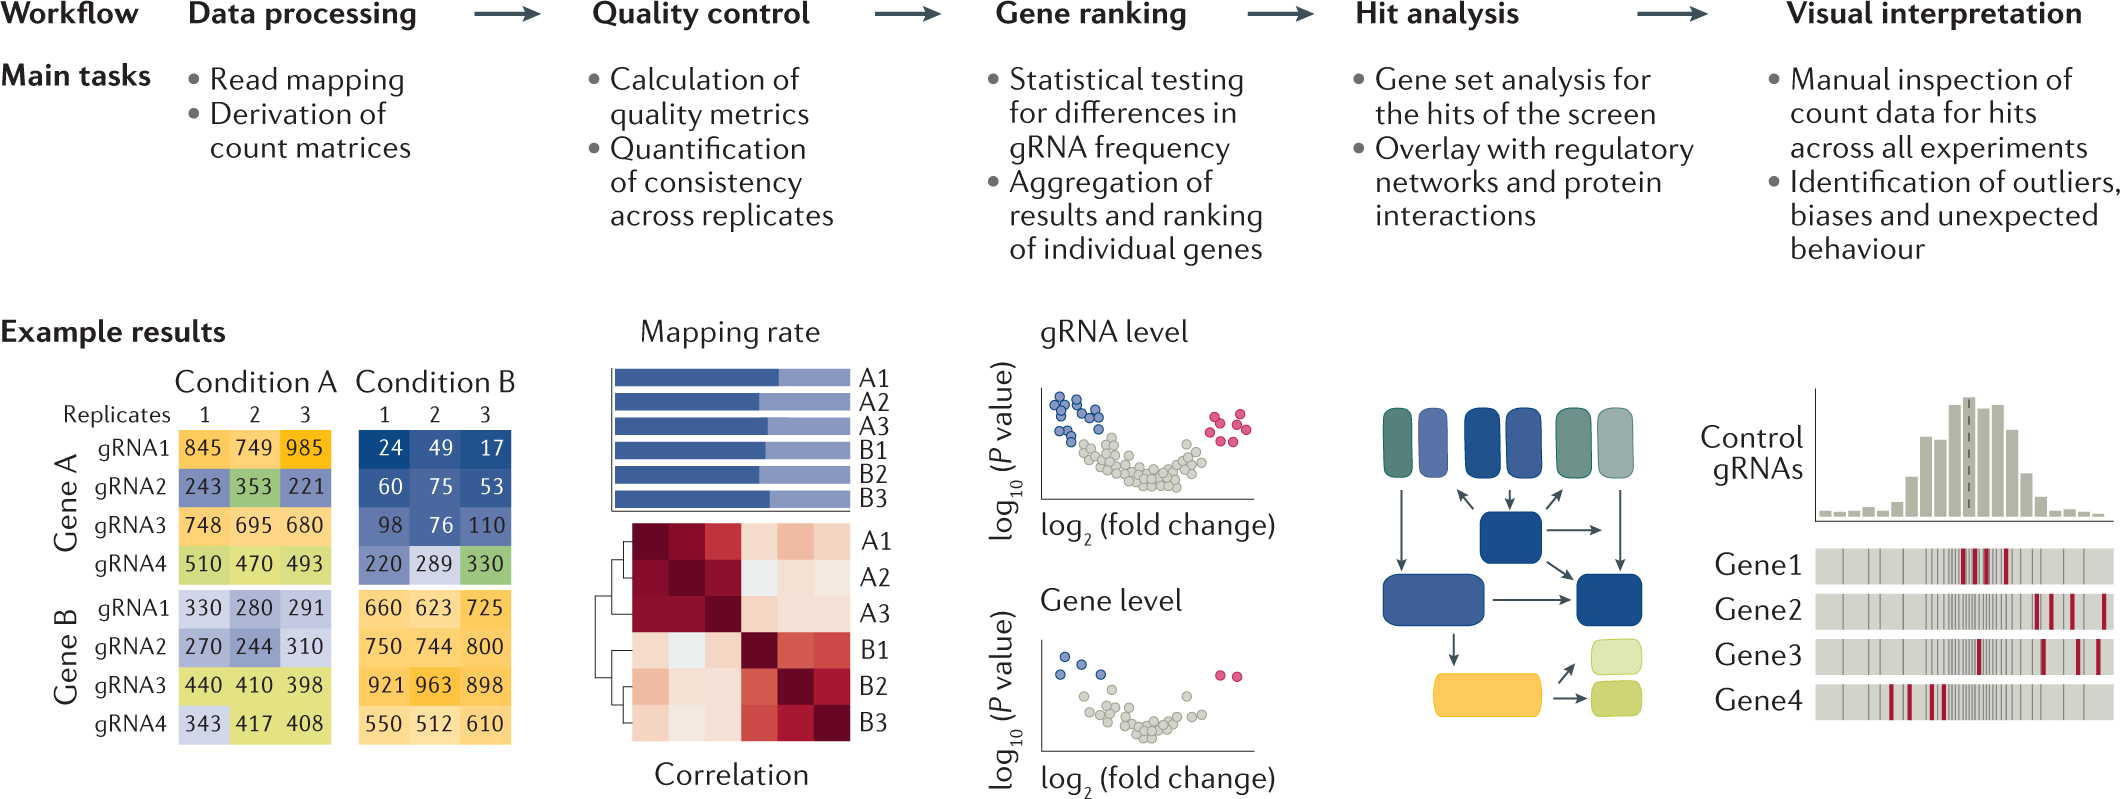 Workflow Data processing Quality control Gene ranking Hit analysis Visual interpretation
Main tasks
• Read mapping
• Derivation of
count matrices
• Calculation of
quality metrics
• Quantification
of consistency
across replicates
• Statistical testing
for differences in
gRNA frequency
• Aggregation of
results and ranking
of individual genes
• Gene set analysis for
the hits of the screen
• Overlay with regulatory
networks and protein
interactions
• Manual inspection of
count data for hits
across all experiments
• Identification of outliers,
biases and unexpected
behaviour
Example results
Condition A Condition B
Replicates 1 2 3 1 2 3
Gene A
gRNA1 845 749 985 24 49 17
gRNA2 243 353 221 60 75 53
gRNA3 748 695 680 98 76 110
gRNA4 510 470 493 220 289 330
Gene B
gRNA1 330 280 291 660 623 725
gRNA2 270 244 310 750 744 800
gRNA3 440 410 398 921 963 898
gRNA4 343 417 408 550 512 610
Mapping rate
A1
A2
A3
B1
B2
B3
A1
A2
A3
B1
B2
B3
Correlation
gRNA level
log10 (P value)
log2 (fold change)
Gene level
log10 (P value)
log2 (fold change)
Control
gRNAs
Gene1
Gene2
Gene3
Gene4